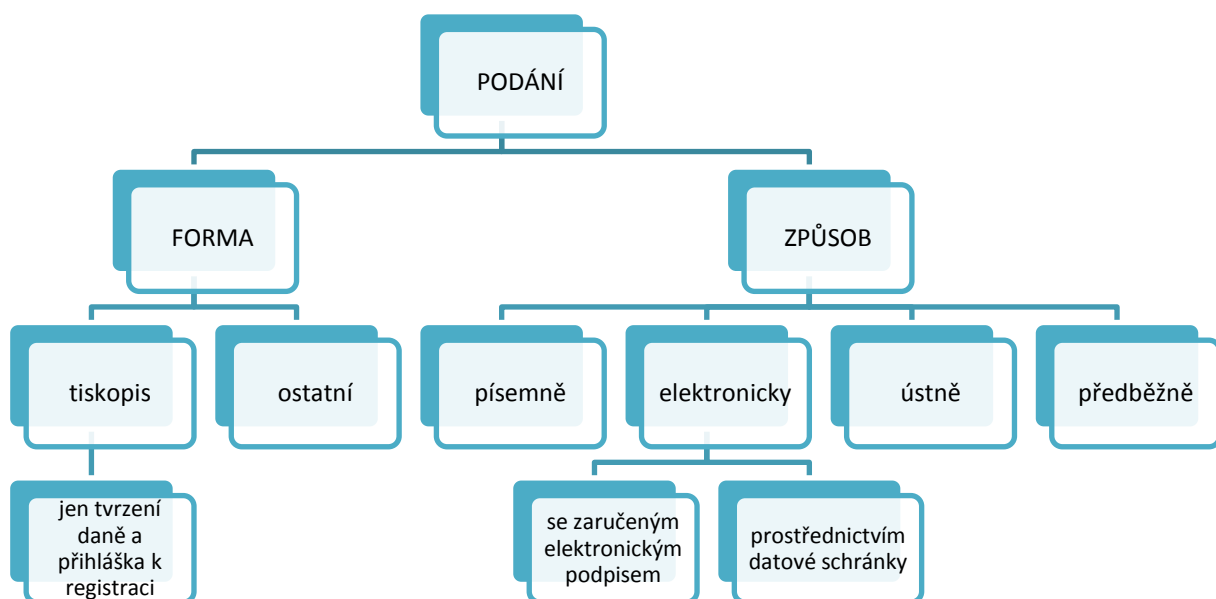 PODÁNÍ
FORMA
ZPŮSOB
tiskopis
ostatní
písemně
elektronicky
ústně
předběžně
jen tvrzení
daně a
přihláška k
registraci
se zaručeným
elektronickým
podpisem
prostřednictvím
datové schránky